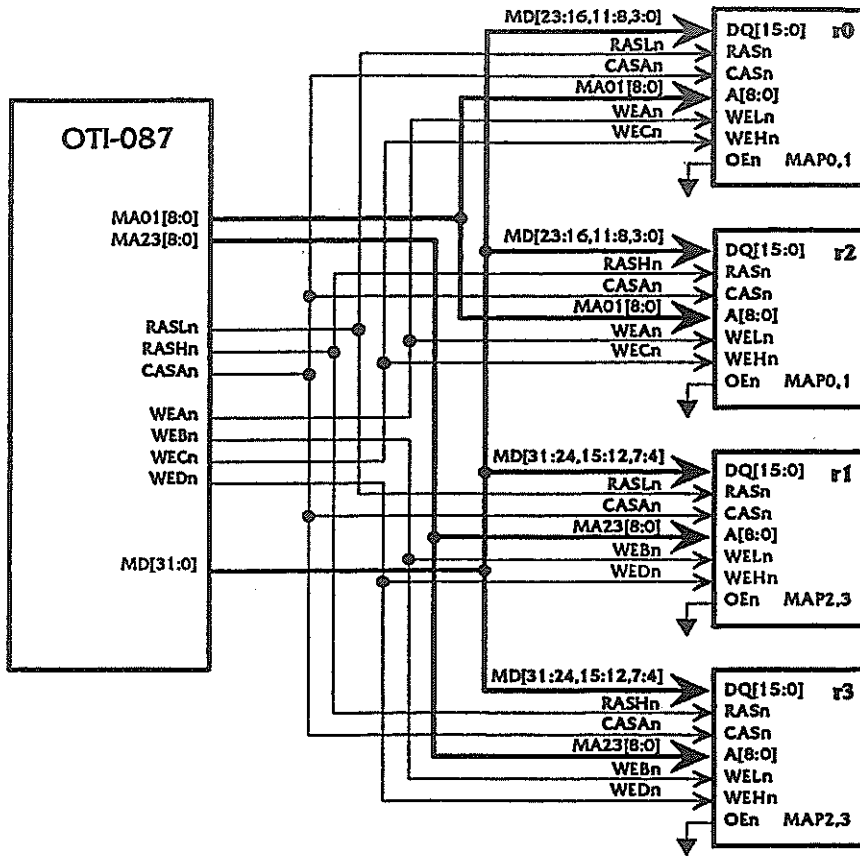 OTI-087
MA01[8:0]
MA23[8:0]
RASLn
RASHn
CASAn
WEAn
WEBn
WECn
WEDn
MD[31:0]
MD[23:16,11:8,3:0]
RASLn
CASAn
MA01[8:0]
WEAn
WECn
DQ[15:0] r0
RASn
CASn
A[8:0]
WELn
WEHn
OEn MAP0,1
MD[23:16,11:8,3:0]
RASHn
CASAn
MA01[8:0]
WEAn
WECn
DQ[15:0] r2
RASn
CASn
A[8:0]
WELn
WEHn
OEn MAP0,1
MD[31:24,15:12,7:4]
RASLn
CASAn
MA23[8:0]
WEBn
WEDn
DQ[15:0] r1
RASn
CASn
A[8:0]
WELn
WEHn
OEn MAP2,3
MD[31:24,15:12,7:4]
RASHn
CASAn
MA23[8:0]
WEBn
WEDn
DQ[15:0] r3
RASn
CASn
A[8:0]
WELn
WEHn
OEn MAP2,3